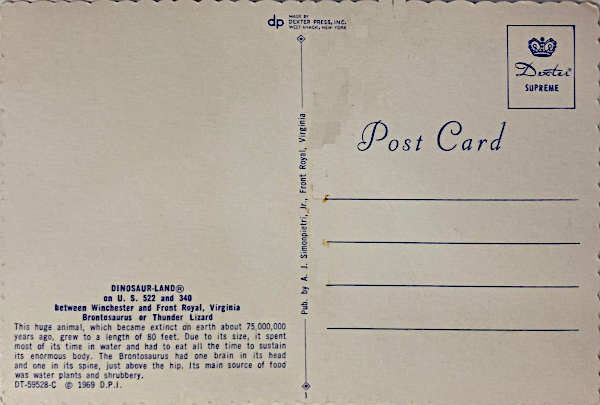 dp MADE BY
DEXTER PRESS, INC.
WEST NYACK, NEW YORK
Dexter®
SUPREME
Post Card
Pub. by A. J. Simonpietri, Jr., Front Royal, Virginia
DINOSAUR-LAND®
on U. S. 522 and 340
between Winchester and Front Royal, Virginia
Brontosaurus or Thunder Lizard
This huge animal, which became extinct on earth about 75,000,000
years ago, grew to a length of 80 feet. Due to its size, it spent
most of its time in water and had to eat all the time to sustain
its enormous body. The Brontosaurus had one brain in its head
and one in its spine, just above the hip. Its main source of food
was water plants and shrubbery.
DT-59528-C © 1969 D.P.I.